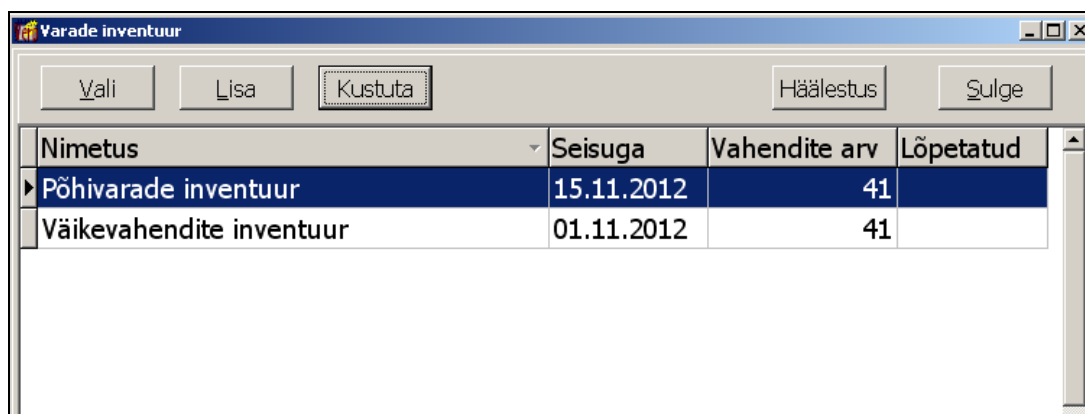 Varade inventuur
Vali Lisa Kustuta Häälestus Sulge
Nimetus Seisuga Vahendite arv Lõpetatud
Põhivarade inventuur 15.11.2012 41
Väikevahendite inventuur 01.11.2012 41